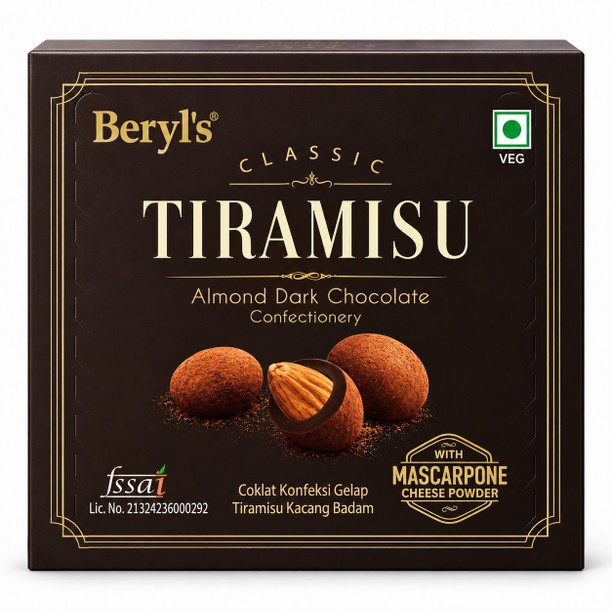 Beryl's®
VEG
CLASSIC
TIRAMISU
Almond Dark Chocolate
Confectionery
fssai
Lic. No. 21324236000292
Coklat Konfeksi Gelap
Tiramisu Kacang Badam
WITH
MASCARPONE
CHEESE POWDER